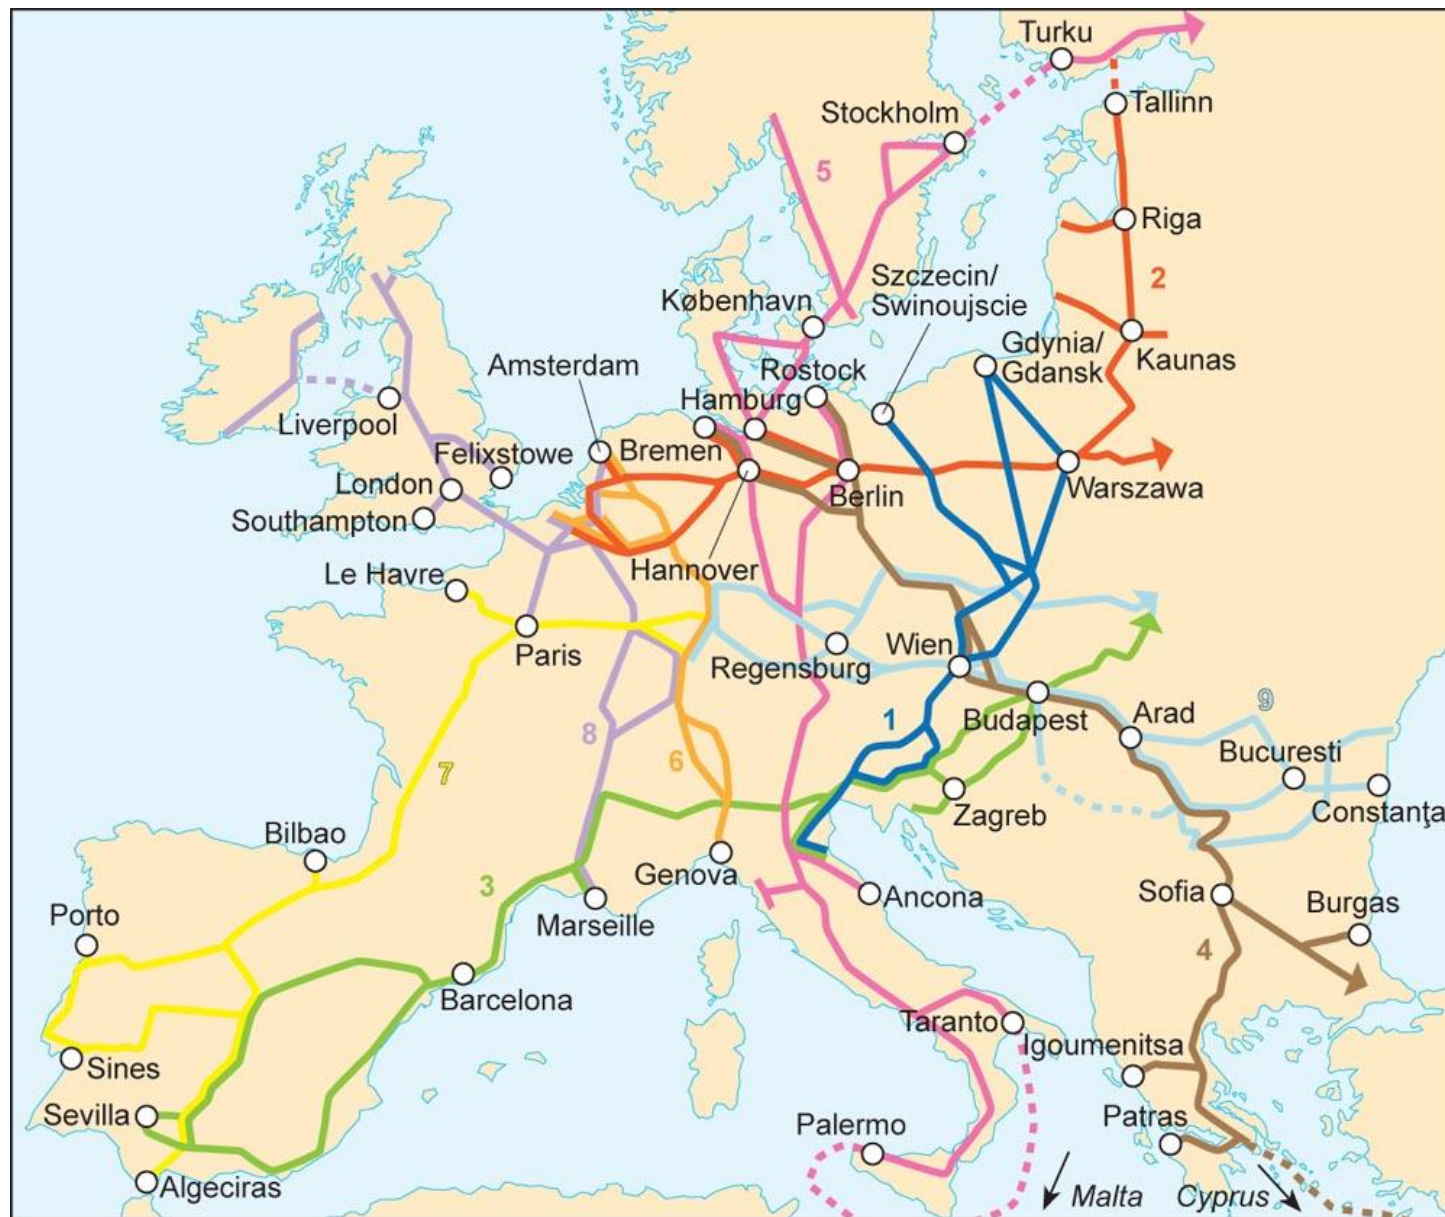 Turku
Tallinn
Stockholm
5
Riga
Szczecin/
Swinoujscie
2
København
Gdynia/
Gdansk
Kaunas
Amsterdam
Rostock
Hamburg
Liverpool
Felixstowe
Bremen
London
Berlin
Warszawa
Southampton
Hannover
Le Havre
Paris
Regensburg
Wien
1
Budapest
Arad
9
8
6
7
Bucuresti
Constanţa
Zagreb
Bilbao
Genova
3
Marseille
Ancona
Sofia
Burgas
Porto
4
Barcelona
Taranto
Igoumenitsa
Sines
Sevilla
Palermo
Patras
Algeciras
Malta
Cyprus